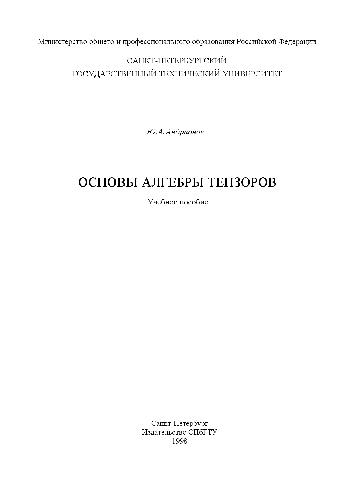 Министерство общего и профессионального образования Российской Федерации
САНКТ-ПЕТЕРБУРГСКИЙ
ГОСУДАРСТВЕННЫЙ ТЕХНИЧЕСКИЙ УНИВЕРСИТЕТ
Ю.А.
ОСНОВЫ АЛГЕБРЫ ТЕНЗОРОВ
Учебное пособие
Санкт-Петербург
Издательство СПбГТУ
1998